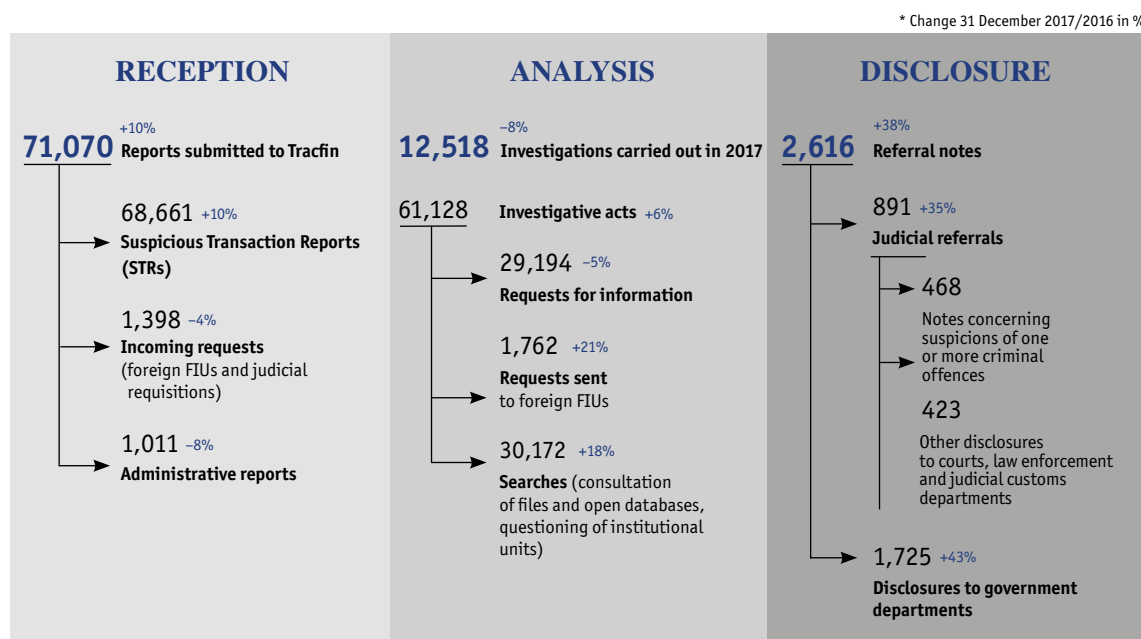 * Change 31 December 2017/2016 in %
RECEPTION
+10%
71,070 Reports submitted to Tracfin
68,661 +10%
Suspicious Transaction Reports
(STRs)
1,398 –4%
Incoming requests
(foreign FIUs and judicial
requisitions)
1,011 –8%
Administrative reports
ANALYSIS
–8%
12,518 Investigations carried out in 2017
61,128 Investigative acts +6%
29,194 –5%
Requests for information
1,762 +21%
Requests sent
to foreign FIUs
30,172 +18%
Searches (consultation
of files and open databases,
questioning of institutional
units)
DISCLOSURE
+38%
2,616 Referral notes
891 +35%
Judicial referrals
468
Notes concerning
suspicions of one
or more criminal
offences
423
Other disclosures
to courts, law enforcement
and judicial customs
departments
1,725 +43%
Disclosures to government
departments